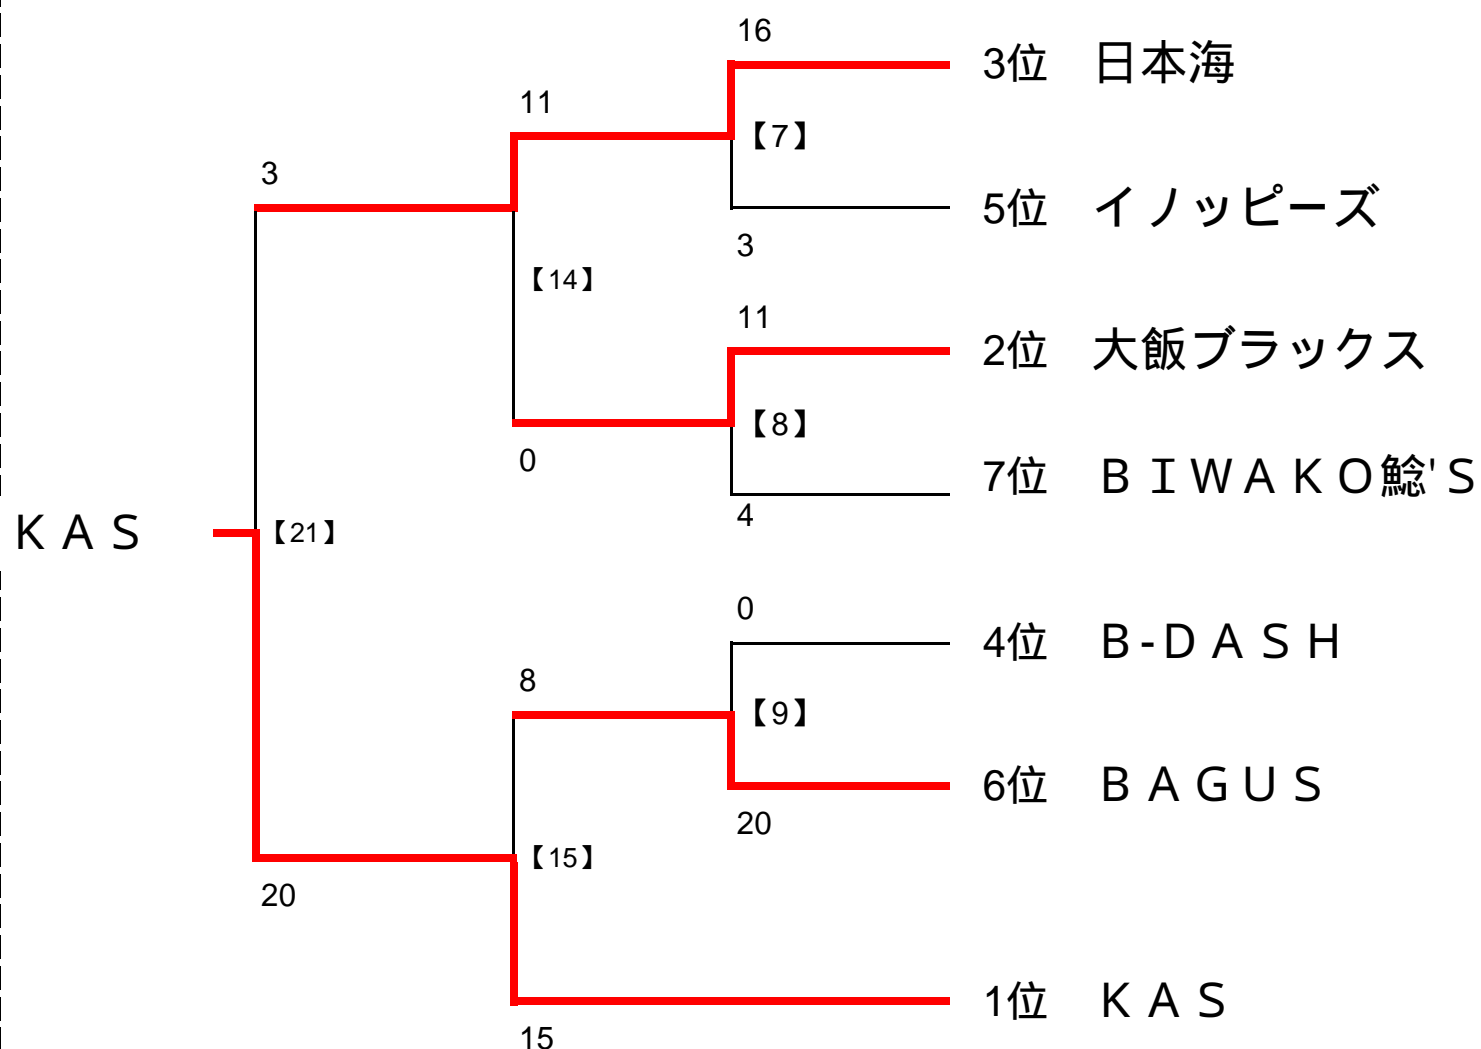 16
3位 日本海
11
【7】
3
5位 イノッピーズ
3
【14】
11
2位 大飯ブラックス
【8】
0
7位 ＢＩＷＡＫＯ鯰'Ｓ
4
ＫＡＳ
【21】
0
4位 Ｂ-ＤＡＳＨ
8
【9】
6位 ＢＡＧＵＳ
20
【15】
20
1位 ＫＡＳ
15